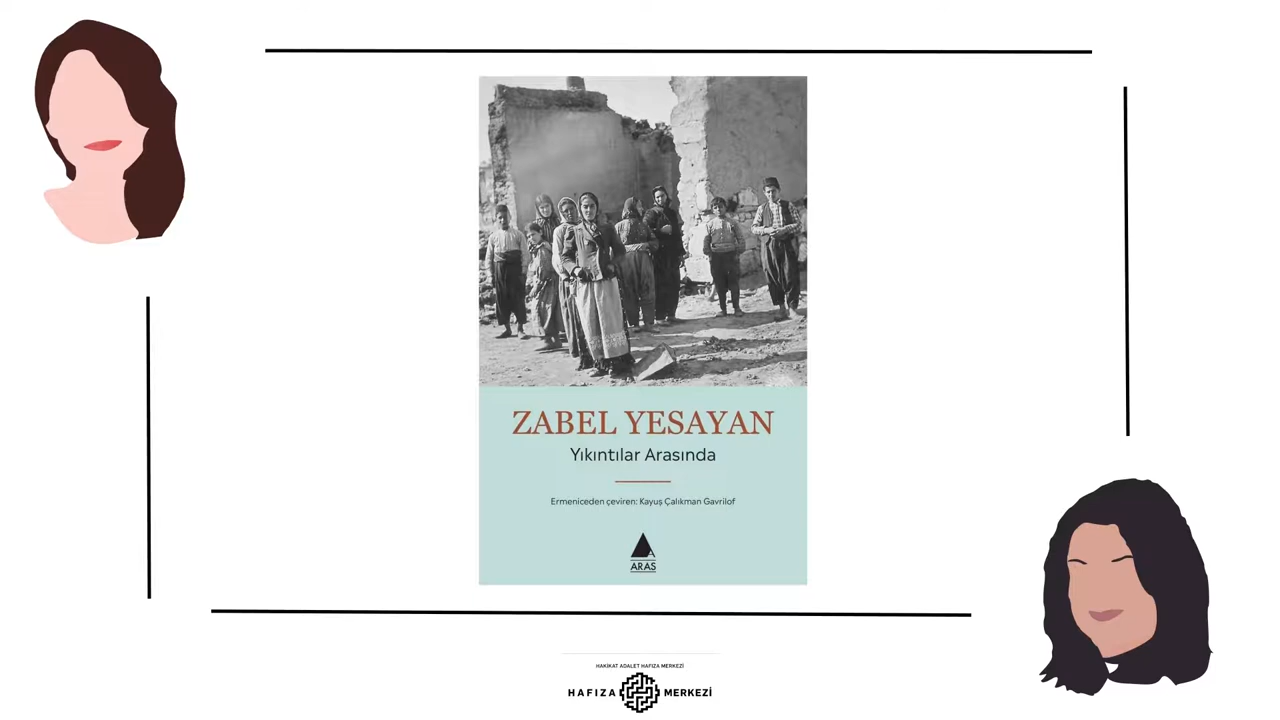 ZABEL YESAYAN
Yıkıntılar Arasında
Ermeniceden çeviren: Kayuş Çalıkman Gavrilof
ARAS
HAKİKAT ADALET HAFIZA MERKEZİ
HAFIZA MERKEZİ